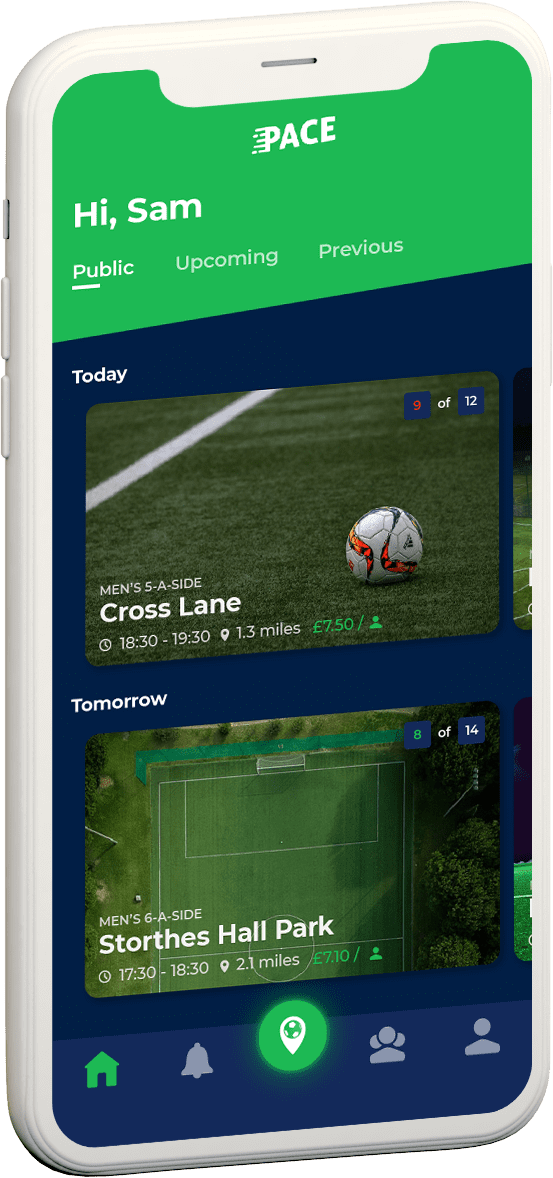 PACE
Hi, Sam
Public Upcoming Previous
Today
9 of 12
MEN'S 5-A-SIDE
Cross Lane
18:30 - 19:30 1.3 miles £7.50 /
Tomorrow
8 of 14
MEN'S 6-A-SIDE
Storthes Hall Park
17:30 - 18:30 2.1 miles £7.10 /